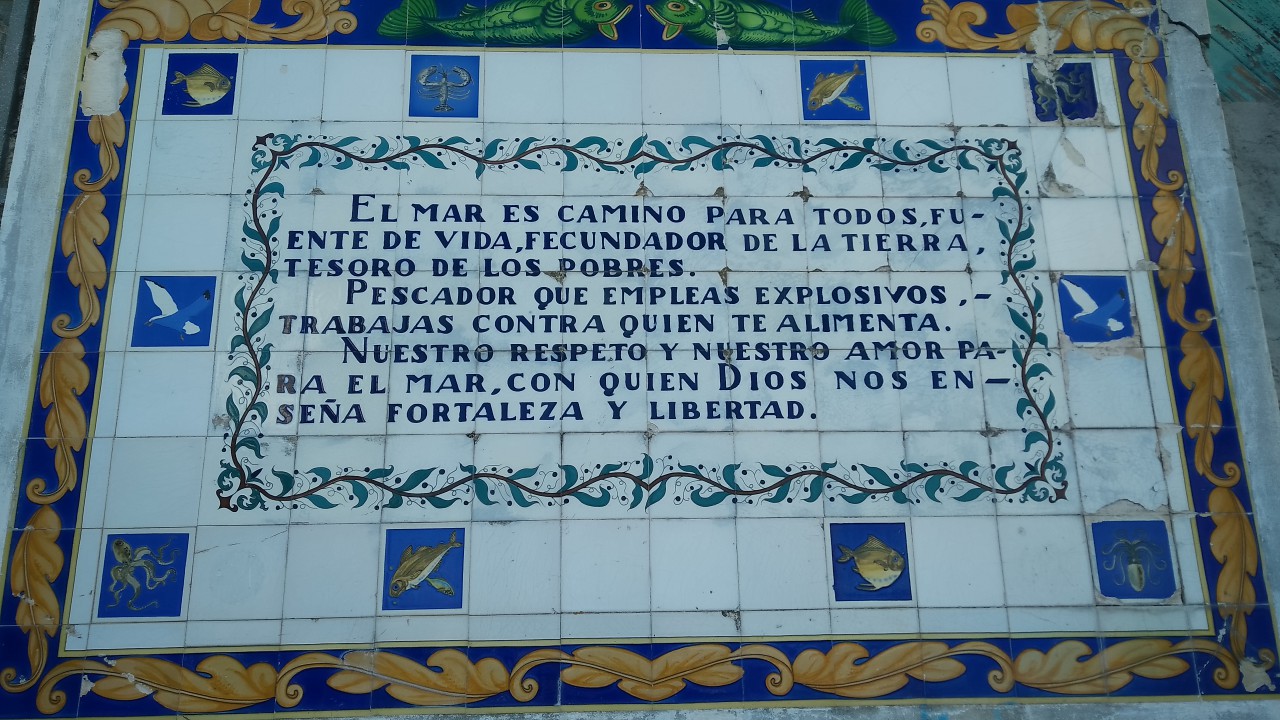 EL MAR ES CAMINO PARA TODOS, FU-
ENTE DE VIDA, FECUNDADOR DE LA TIERRA,
TESORO DE LOS POBRES.
PESCADOR QUE EMPLEAS EXPLOSIVOS ,-
TRABAJAS CONTRA QUIEN TE ALIMENTA.
NUESTRO RESPETO Y NUESTRO AMOR PA-
RA EL MAR, CON QUIEN DIOS NOS EN-
SEÑA FORTALEZA Y LIBERTAD.